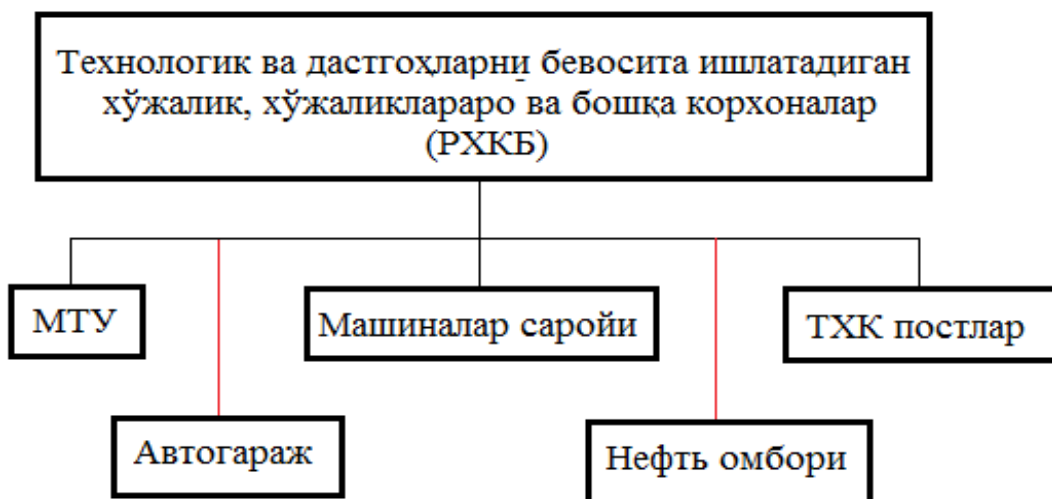 Технологик ва дастгоҳларни бевосита ишлатадиган
хўжалик, хўжаликлараро ва бошқа корхоналар
(РХКБ)
МТУ
Машиналар саройи
ТХК постлар
Автогараж
Нефть омбори